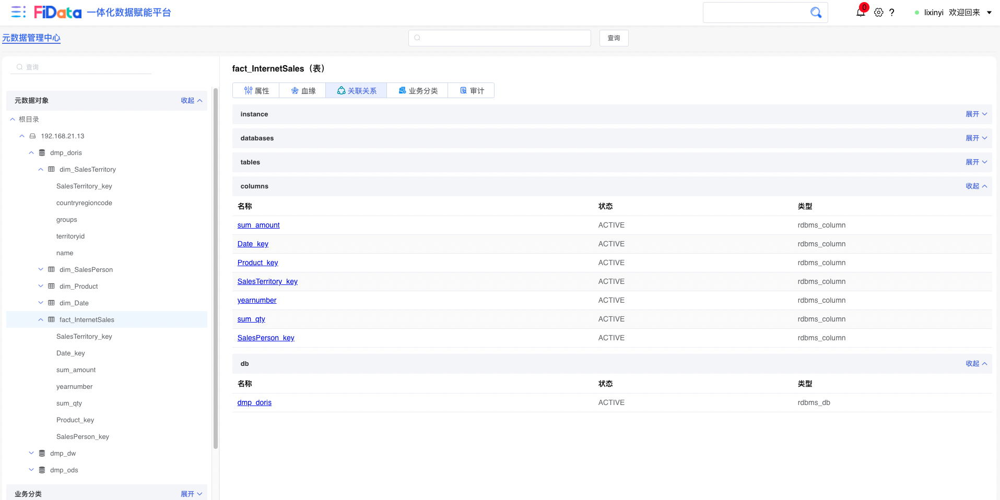 FiData 一体化数据赋能平台
0
?
lixinyi 欢迎回来
元数据管理中心
查询
查询
元数据对象 收起
根目录
192.168.21.13
dmp_doris
dim_SalesTerritory
SalesTerritory_key
countryregioncode
groups
territoryid
name
dim_SalesPerson
dim_Product
dim_Date
fact_InternetSales
SalesTerritory_key
Date_key
sum_amount
yearnumber
sum_qty
Product_key
SalesPerson_key
dmp_dw
dmp_ods
业务分类 展开
fact_InternetSales（表）
属性 血缘 关联关系 业务分类 审计
instance 展开
databases 展开
tables 展开
columns 收起
名称 状态 类型
sum_amount ACTIVE rdbms_column
Date_key ACTIVE rdbms_column
Product_key ACTIVE rdbms_column
SalesTerritory_key ACTIVE rdbms_column
yearnumber ACTIVE rdbms_column
sum_qty ACTIVE rdbms_column
SalesPerson_key ACTIVE rdbms_column
db 收起
名称 状态 类型
dmp_doris ACTIVE rdbms_db